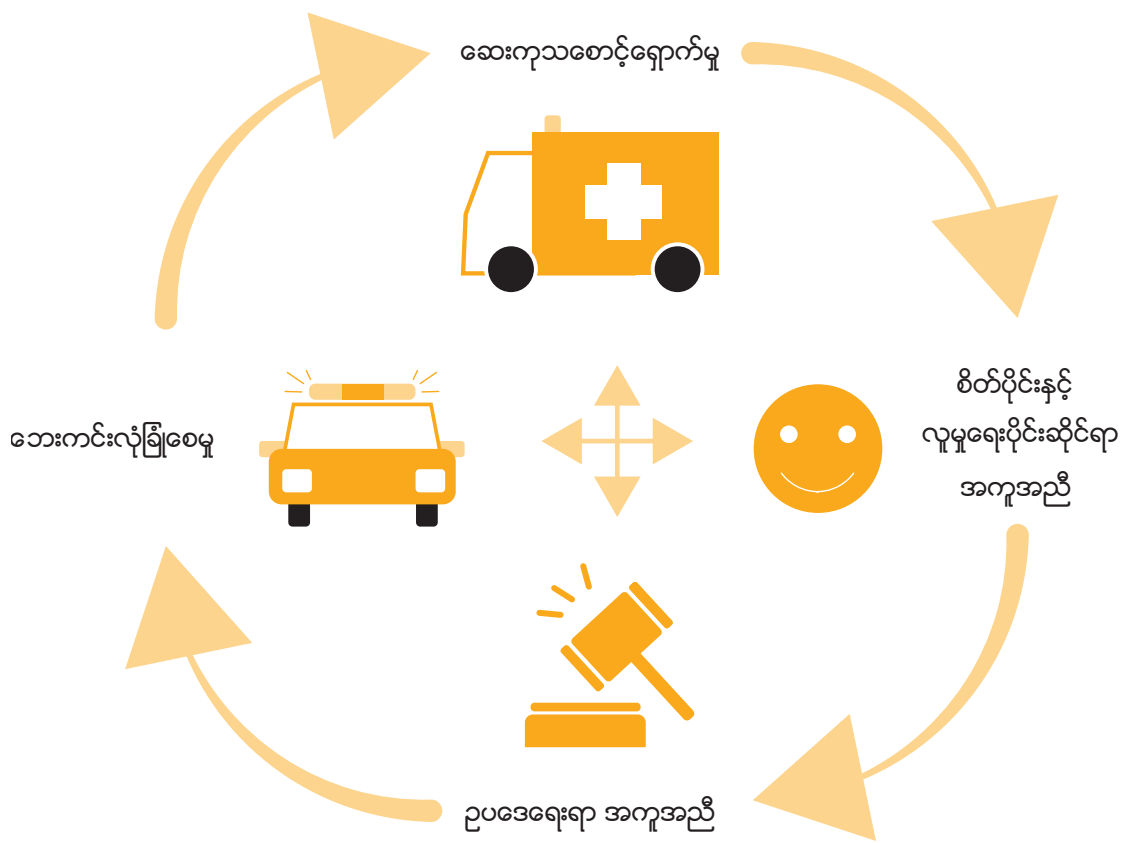 ဆေးကုသစောင့်ရှောက်မှု
စိတ်ပိုင်းနှင့်
လူမှုရေးပိုင်းဆိုင်ရာ
အကူအညီ
ဘေးကင်းလုံခြုံစေမှု
ဥပဒေရေးရာ အကူအညီ